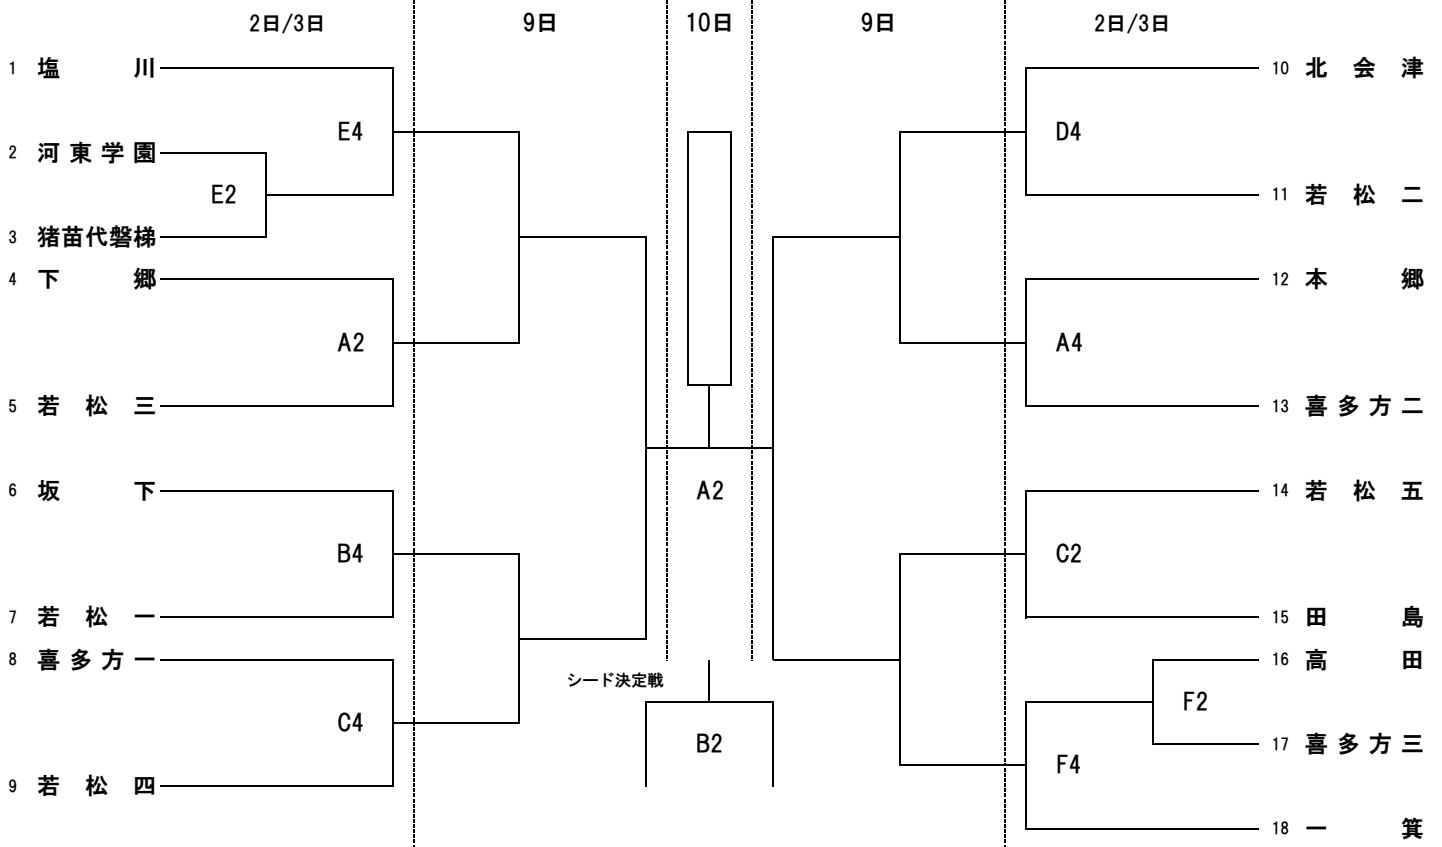 2日/3日 9日 10日 9日 2日/3日
1 塩川
E4
2 河東学園
E2
3 猪苗代磐梯
4 下郷
A2
5 若松三
6 坂下
B4
7 若松一
8 喜多方一
C4
9 若松四
A2
シード決定戦
B2
10 北会津
D4
11 若松二
12 本郷
A4
13 喜多方二
14 若松五
C2
15 田島
16 高田
F2
17 喜多方三
F4
18 一箕